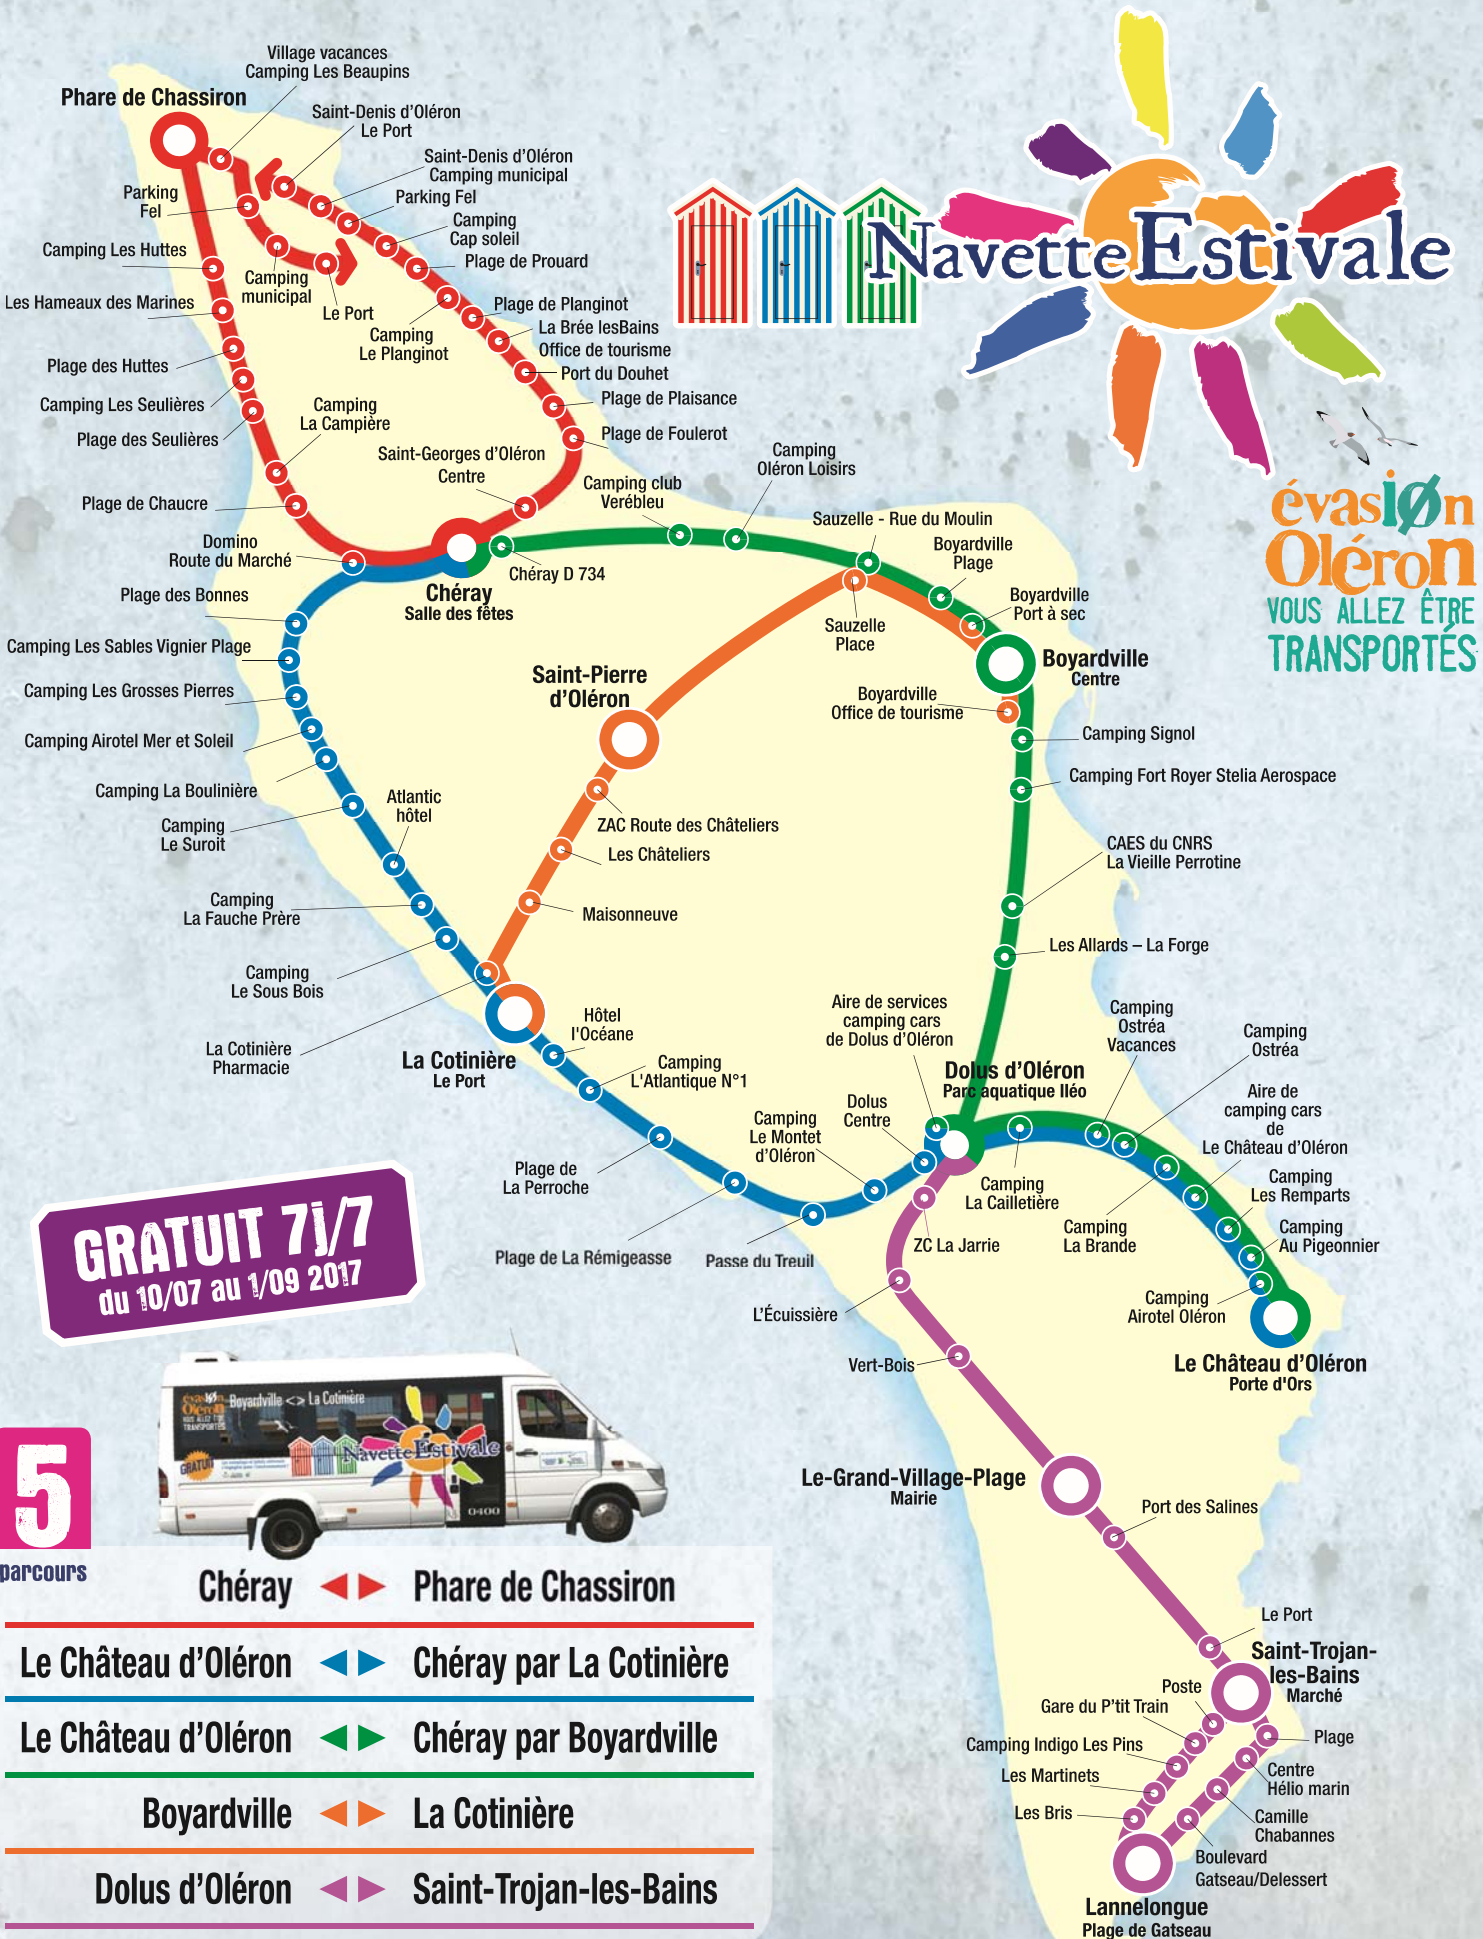 Village vacances
Camping Les Beaupins
Phare de Chassiron
Saint-Denis d'Oléron
Le Port
Saint-Denis d'Oléron
Camping municipal
Parking
Fel
Parking Fel
Camping
Cap soleil
Camping Les Huttes
Plage de Prouard
Camping
municipal
Les Hameaux des Marines
Le Port
Plage de Planginot
Camping
Le Planginot
La Brée lesBains
Office de tourisme
Plage des Huttes
Port du Douhet
Camping Les Seulières
Plage de Plaisance
Camping
La Campière
Plage des Seulières
Plage de Foulerot
Saint-Georges d'Oléron
Centre
Camping
Oléron Loisirs
Camping club
Verébleu
Plage de Chaucre
Sauzelle - Rue du Moulin
Domino
Route du Marché
Boyardville
Plage
Chéray D 734
Chéray
Salle des fêtes
Plage des Bonnes
Boyardville
Port à sec
Sauzelle
Place
Camping Les Sables Vignier Plage
Saint-Pierre
d'Oléron
Boyardville
Centre
Camping Les Grosses Pierres
Boyardville
Office de tourisme
Camping Airotel Mer et Soleil
Camping Signol
Camping La Boulinière
Camping Fort Royer Stelia Aerospace
Atlantic
hôtel
Camping
Le Suroit
ZAC Route des Châteliers
Les Châteliers
CAES du CNRS
La Vieille Perrotine
Camping
La Fauche Prère
Maisonneuve
Les Allards – La Forge
Camping
Le Sous Bois
Aire de services
camping cars
de Dolus d'Oléron
Camping
Ostréa
Vacances
Camping
Ostréa
Hôtel
l'Océane
La Cotinière
Pharmacie
La Cotinière
Le Port
Camping
L'Atlantique N°1
Dolus d'Oléron
Parc aquatique Iléo
Aire de
camping cars
de
Le Château d'Oléron
Dolus
Centre
Camping
Le Montet
d'Oléron
Plage de
La Perroche
Camping
La Cailletière
Camping
Les Remparts
Camping
La Brande
Camping
Au Pigeonnier
ZC La Jarrie
Plage de La Rémigeasse
Passe du Treuil
L'Écuissière
Camping
Airotel Oléron
Vert-Bois
Le Château d'Oléron
Porte d'Ors
Le-Grand-Village-Plage
Mairie
Port des Salines
Le Port
Saint-Trojan-
les-Bains
Marché
Poste
Gare du P'tit Train
Plage
Camping Indigo Les Pins
Les Martinets
Centre
Hélio marin
Les Bris
Camille
Chabannes
Boulevard
Gatseau/Delessert
Lannelongue
Plage de Gatseau
Navette Estivale
évasiØn
Oléron
VOUS ALLEZ ÊTRE
TRANSPORTÉS
GRATUIT 7j/7
du 10/07 au 1/09 2017
évasiØn
Oléron
VOUS ALLEZ ÊTRE
TRANSPORTÉS
Boyardville <> La Cotinière
Navette Estivale
GRATUIT
0400
5
parcours
Chéray Phare de Chassiron
Le Château d'Oléron Chéray par La Cotinière
Le Château d'Oléron Chéray par Boyardville
Boyardville La Cotinière
Dolus d'Oléron Saint-Trojan-les-Bains